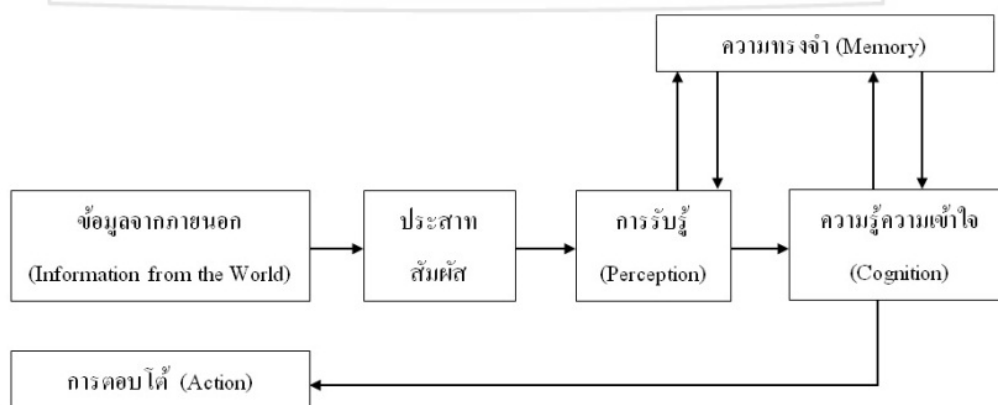 ความทรงจำ (Memory)
ข้อมูลจากภายนอก
(Information from the World)
ประสาท
สัมผัส
การรับรู้
(Perception)
ความรู้ความเข้าใจ
(Cognition)
การตอบโต้ (Action)